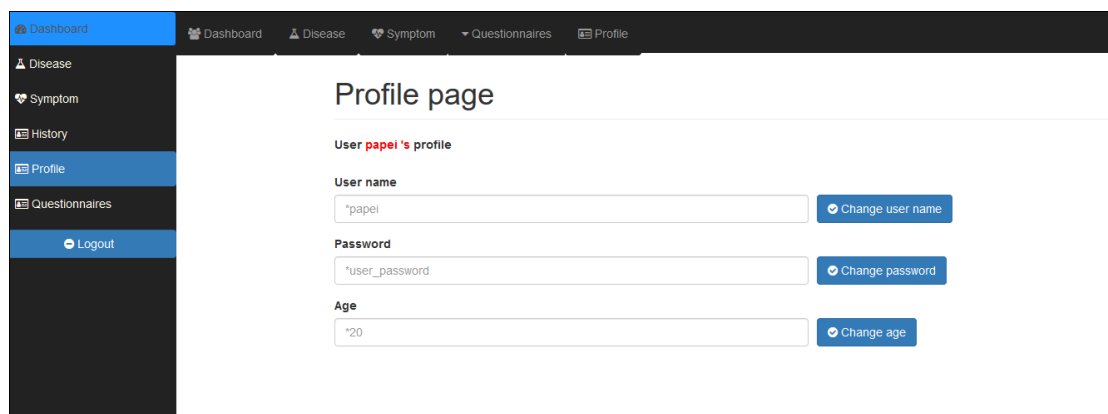 Dashboard
Disease
Symptom
History
Profile
Questionnaires
Logout
Dashboard Disease Symptom Questionnaires Profile
Profile page
User papei 's profile
User name
*papei Change user name
Password
*user_password Change password
Age
*20 Change age